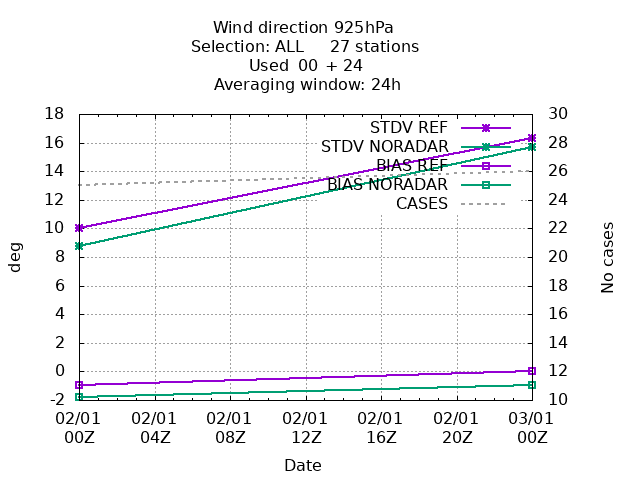 Wind direction 925hPa
Selection: ALL     27 stations
Used  00  + 24
Averaging window: 24h
18 30
STDV REF
16 28
STDV NORADAR
BIAS REF
14 26
BIAS NORADAR
12 24
CASES
10 22
8 20
6 18
4 16
2 14
0 12
-2 10
deg
No cases
02/01 02/01 02/01 02/01 02/01 02/01 03/01
00Z 04Z 08Z 12Z 16Z 20Z 00Z
Date